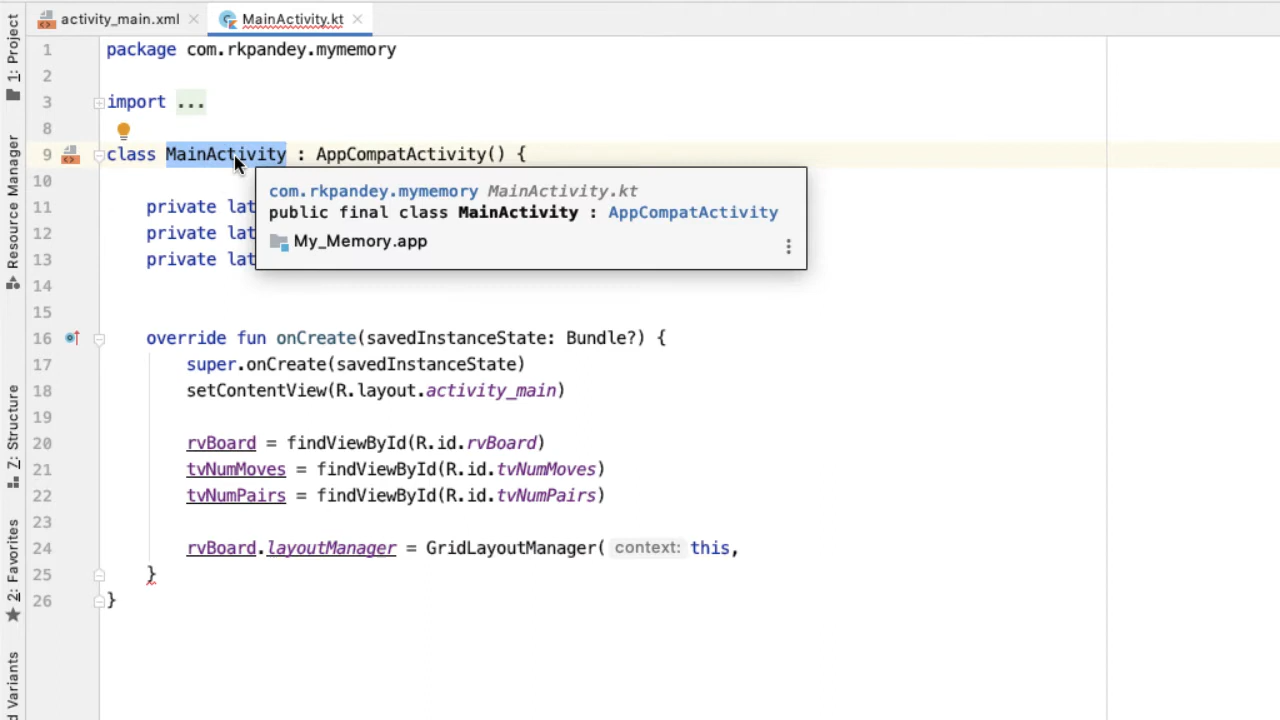 activity_main.xml
MainActivity.kt
1: Project
Resource Manager
Z: Structure
2: Favorites
d Variants
1 package com.rkpandey.mymemory
2
3 import ...
8
9 class MainActivity : AppCompatActivity() {
10
com.rkpandey.mymemory MainActivity.kt
11 private lat
public final class MainActivity : AppCompatActivity
12 private lat
My_Memory.app
13 private lat
14
15
16 override fun onCreate(savedInstanceState: Bundle?) {
17 super.onCreate(savedInstanceState)
18 setContentView(R.layout.activity_main)
19
20 rvBoard = findViewById(R.id.rvBoard)
21 tvNumMoves = findViewById(R.id.tvNumMoves)
22 tvNumPairs = findViewById(R.id.tvNumPairs)
23
24 rvBoard.layoutManager = GridLayoutManager( context: this,
25 }
26 }